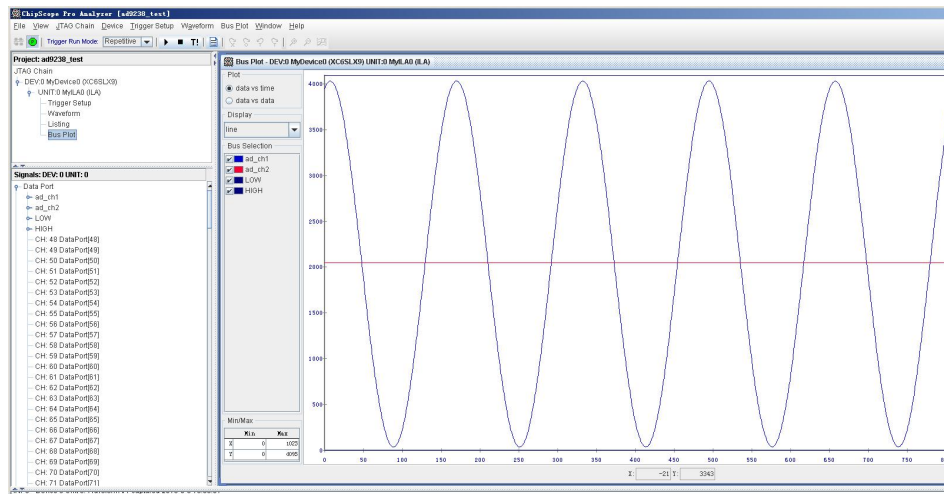 ChipScope Pro Analyzer [ad9238_test]
File View JTAG Chain Device Trigger Setup Waveform Bus Plot Window Help
Trigger Run Mode: Repetitive T!
Project: ad9238_test
JTAG Chain
DEV:0 MyDevice0 (XC6SLX9)
UNIT:0 MyILA0 (ILA)
Trigger Setup
Waveform
Listing
Bus Plot
Signals: DEV: 0 UNIT: 0
Data Port
ad_ch1
ad_ch2
LOW
HIGH
CH: 48 DataPort[48]
CH: 49 DataPort[49]
CH: 50 DataPort[50]
CH: 51 DataPort[51]
CH: 52 DataPort[52]
CH: 53 DataPort[53]
CH: 54 DataPort[54]
CH: 55 DataPort[55]
CH: 56 DataPort[56]
CH: 57 DataPort[57]
CH: 58 DataPort[58]
CH: 59 DataPort[59]
CH: 60 DataPort[60]
CH: 61 DataPort[61]
CH: 62 DataPort[62]
CH: 63 DataPort[63]
CH: 64 DataPort[64]
CH: 65 DataPort[65]
CH: 66 DataPort[66]
CH: 67 DataPort[67]
CH: 68 DataPort[68]
CH: 69 DataPort[69]
CH: 70 DataPort[70]
CH: 71 DataPort[71]
Bus Plot - DEV:0 MyDevice0 (XC6SLX9) UNIT:0 MyILA0 (ILA)
Plot
data vs time
data vs data
Display
line
Bus Selection
ad_ch1
ad_ch2
LOW
HIGH
Min/Max
Min Max
X 0 1023
Y 0 4095
4000
3500
3000
2500
2000
1500
1000
500
0
0 50 100 150 200 250 300 350 400 450 500 550 600 650 700 750
X: -21 Y: 3343